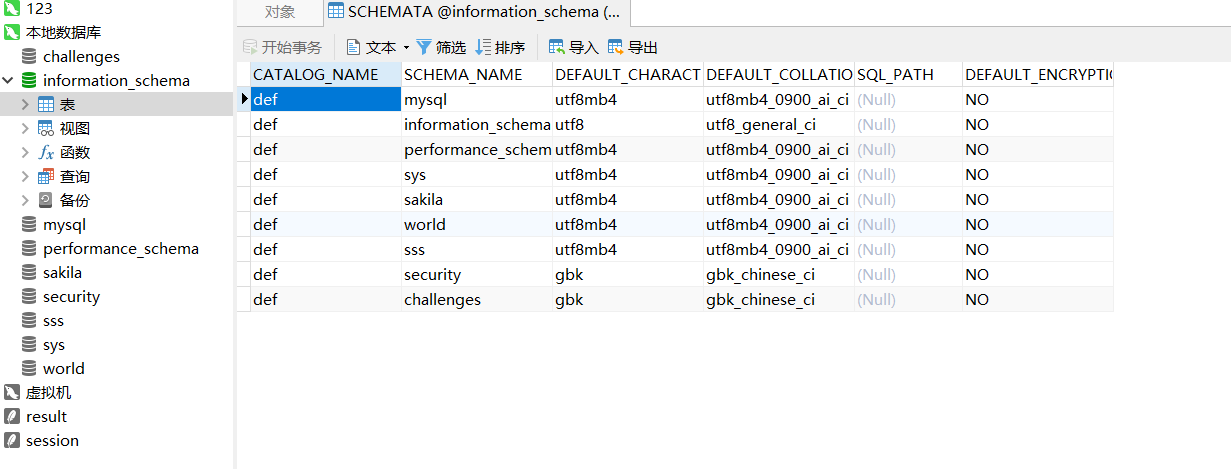 123
本地数据库
challenges
information_schema
表
视图
函数
查询
备份
mysql
performance_schema
sakila
security
sss
sys
world
虚拟机
result
session
对象 SCHEMATA @information_schema (...
开始事务 文本 筛选 排序 导入 导出
CATALOG_NAME SCHEMA_NAME DEFAULT_CHARACT DEFAULT_COLLATIO SQL_PATH DEFAULT_ENCRYPTIO
def mysql utf8mb4 utf8mb4_0900_ai_ci (Null) NO
def information_schema utf8 utf8_general_ci (Null) NO
def performance_schem utf8mb4 utf8mb4_0900_ai_ci (Null) NO
def sys utf8mb4 utf8mb4_0900_ai_ci (Null) NO
def sakila utf8mb4 utf8mb4_0900_ai_ci (Null) NO
def world utf8mb4 utf8mb4_0900_ai_ci (Null) NO
def sss utf8mb4 utf8mb4_0900_ai_ci (Null) NO
def security gbk gbk_chinese_ci (Null) NO
def challenges gbk gbk_chinese_ci (Null) NO